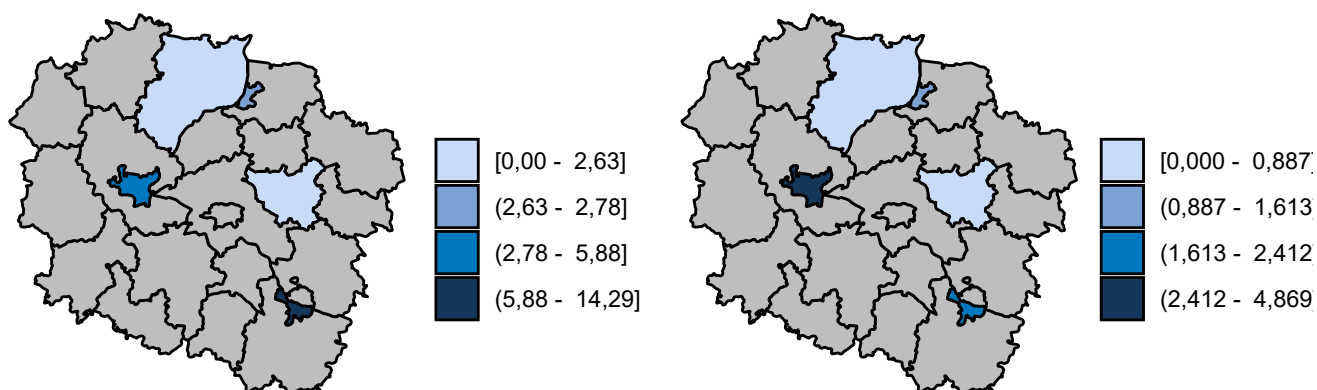 [0,00 - 2,63]
(2,63 - 2,78]
(2,78 - 5,88]
(5,88 - 14,29]
[0,000 - 0,887]
(0,887 - 1,613]
(1,613 - 2,412]
(2,412 - 4,869]